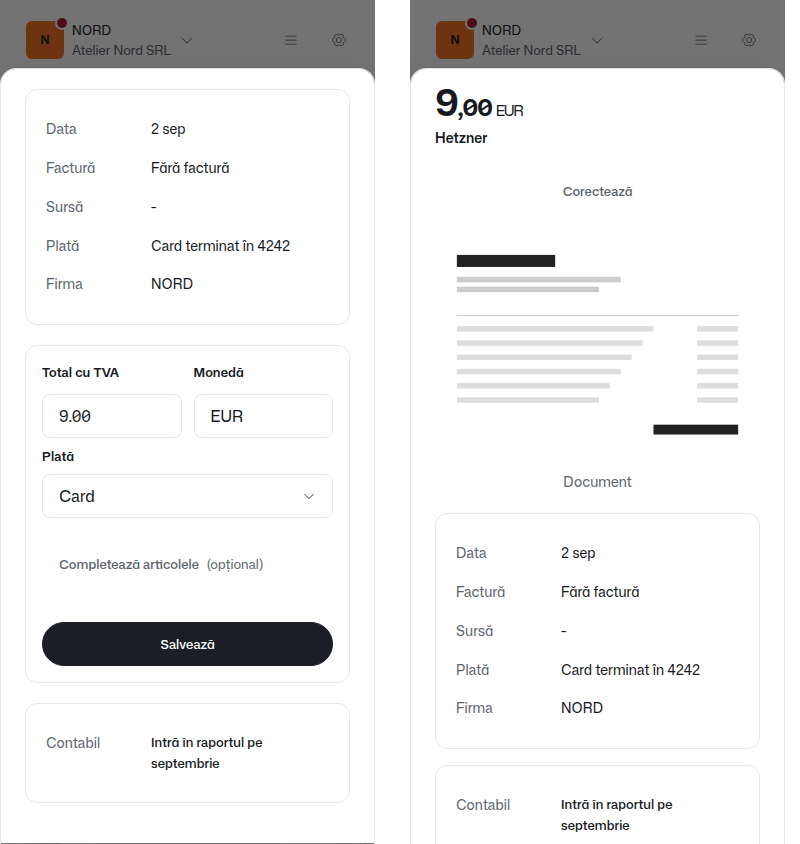 N
NORD
Atelier Nord SRL
Data 2 sep
Factură Fără factură
Sursă -
Plată Card terminat în 4242
Firma NORD
Total cu TVA Monedă
9.00 EUR
Plată
Card
Completează articolele (opțional)
Salvează
Contabil Intră în raportul pe
septembrie
N
NORD
Atelier Nord SRL
9,00 EUR
Hetzner
Corectează
Document
Data 2 sep
Factură Fără factură
Sursă -
Plată Card terminat în 4242
Firma NORD
Contabil Intră în raportul pe
septembrie